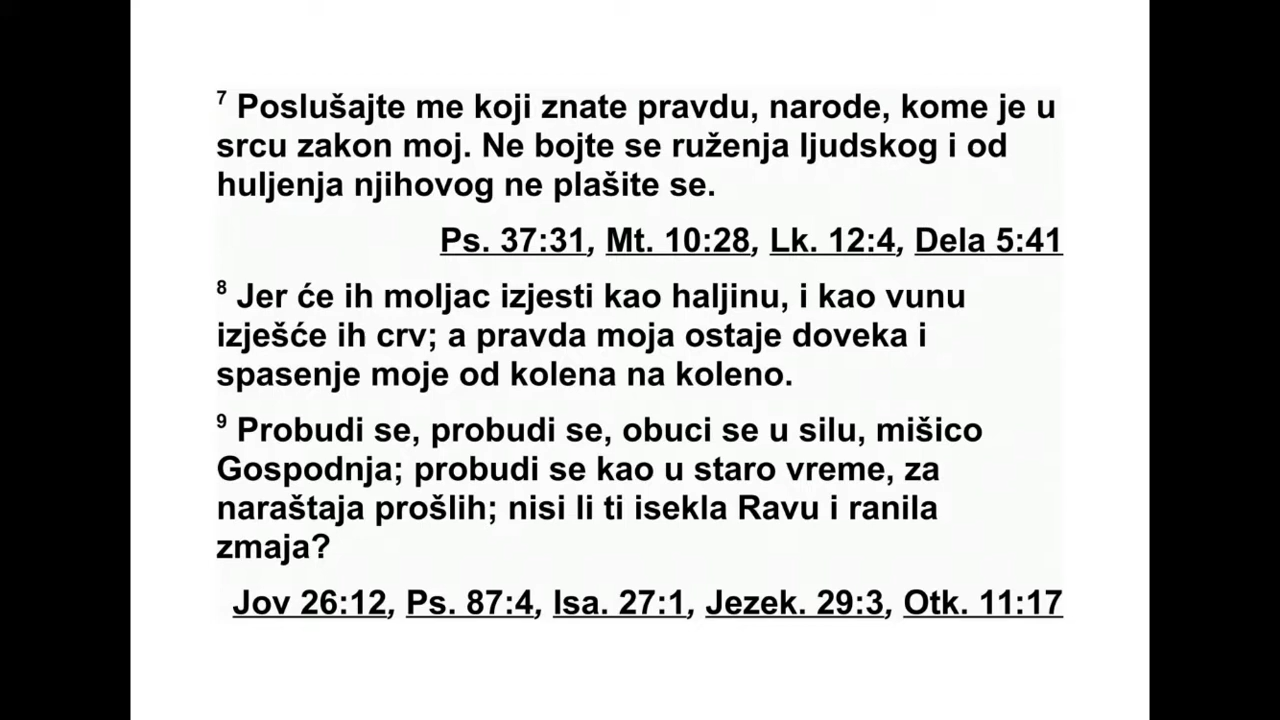 7 Poslušajte me koji znate pravdu, narode, kome je u
srcu zakon moj. Ne bojte se ruženja ljudskog i od
huljenja njihovog ne plašite se.
Ps. 37:31, Mt. 10:28, Lk. 12:4, Dela 5:41
8 Jer će ih moljac izjesti kao haljinu, i kao vunu
izješće ih crv; a pravda moja ostaje doveka i
spasenje moje od kolena na koleno.
9 Probudi se, probudi se, obuci se u silu, mišico
Gospodnja; probudi se kao u staro vreme, za
naraštaja prošlih; nisi li ti isekla Ravu i ranila
zmaja?
Jov 26:12, Ps. 87:4, Isa. 27:1, Jezek. 29:3, Otk. 11:17